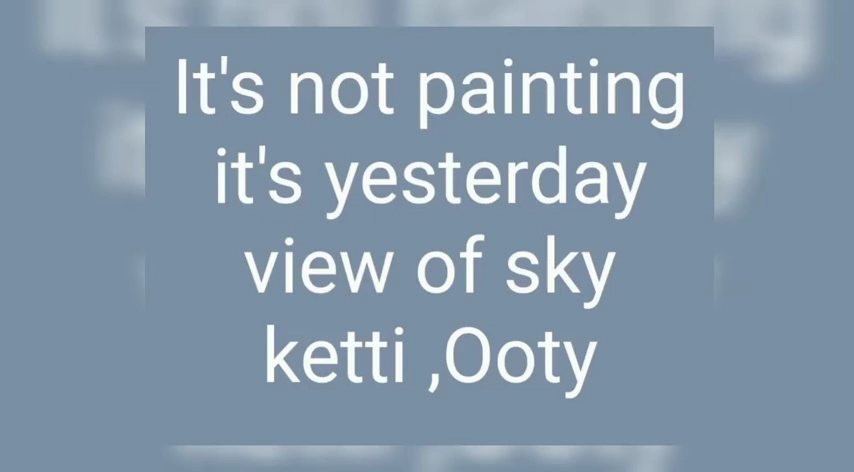 It's not painting
it's yesterday
view of sky
ketti ,Ooty